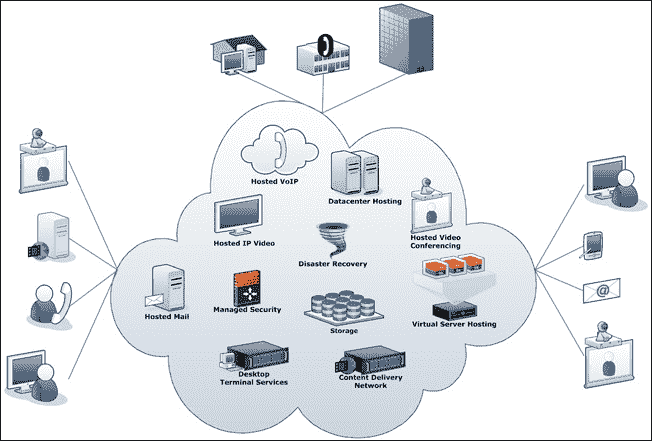 Hosted VoIP
Datacenter Hosting
Hosted IP Video
Hosted Video
Conferencing
Disaster Recovery
Hosted Mail
Managed Security
Storage
Virtual Server Hosting
Desktop
Terminal Services
Content Delivery
Network
@